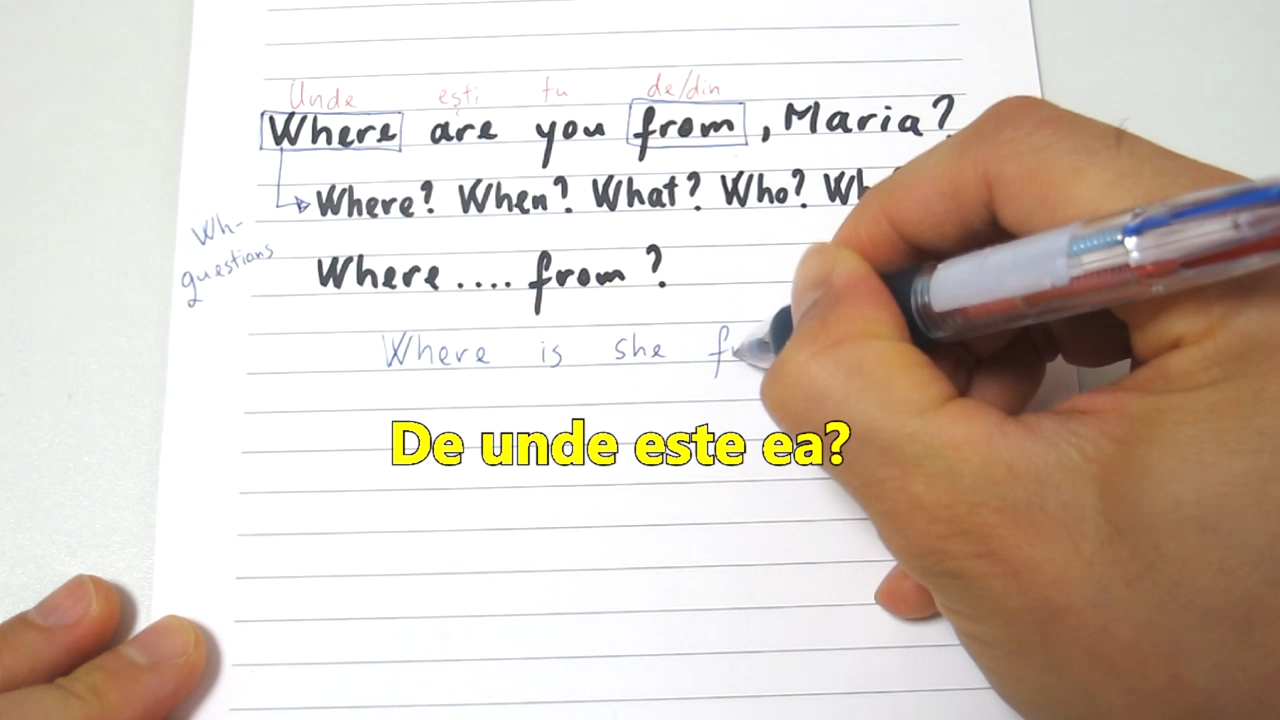 Unde ești tu de/din
Where are you from, Maria?
Where? When? What? Who?
Wh-
questions
Where .... from?
Where is she
De unde este ea?